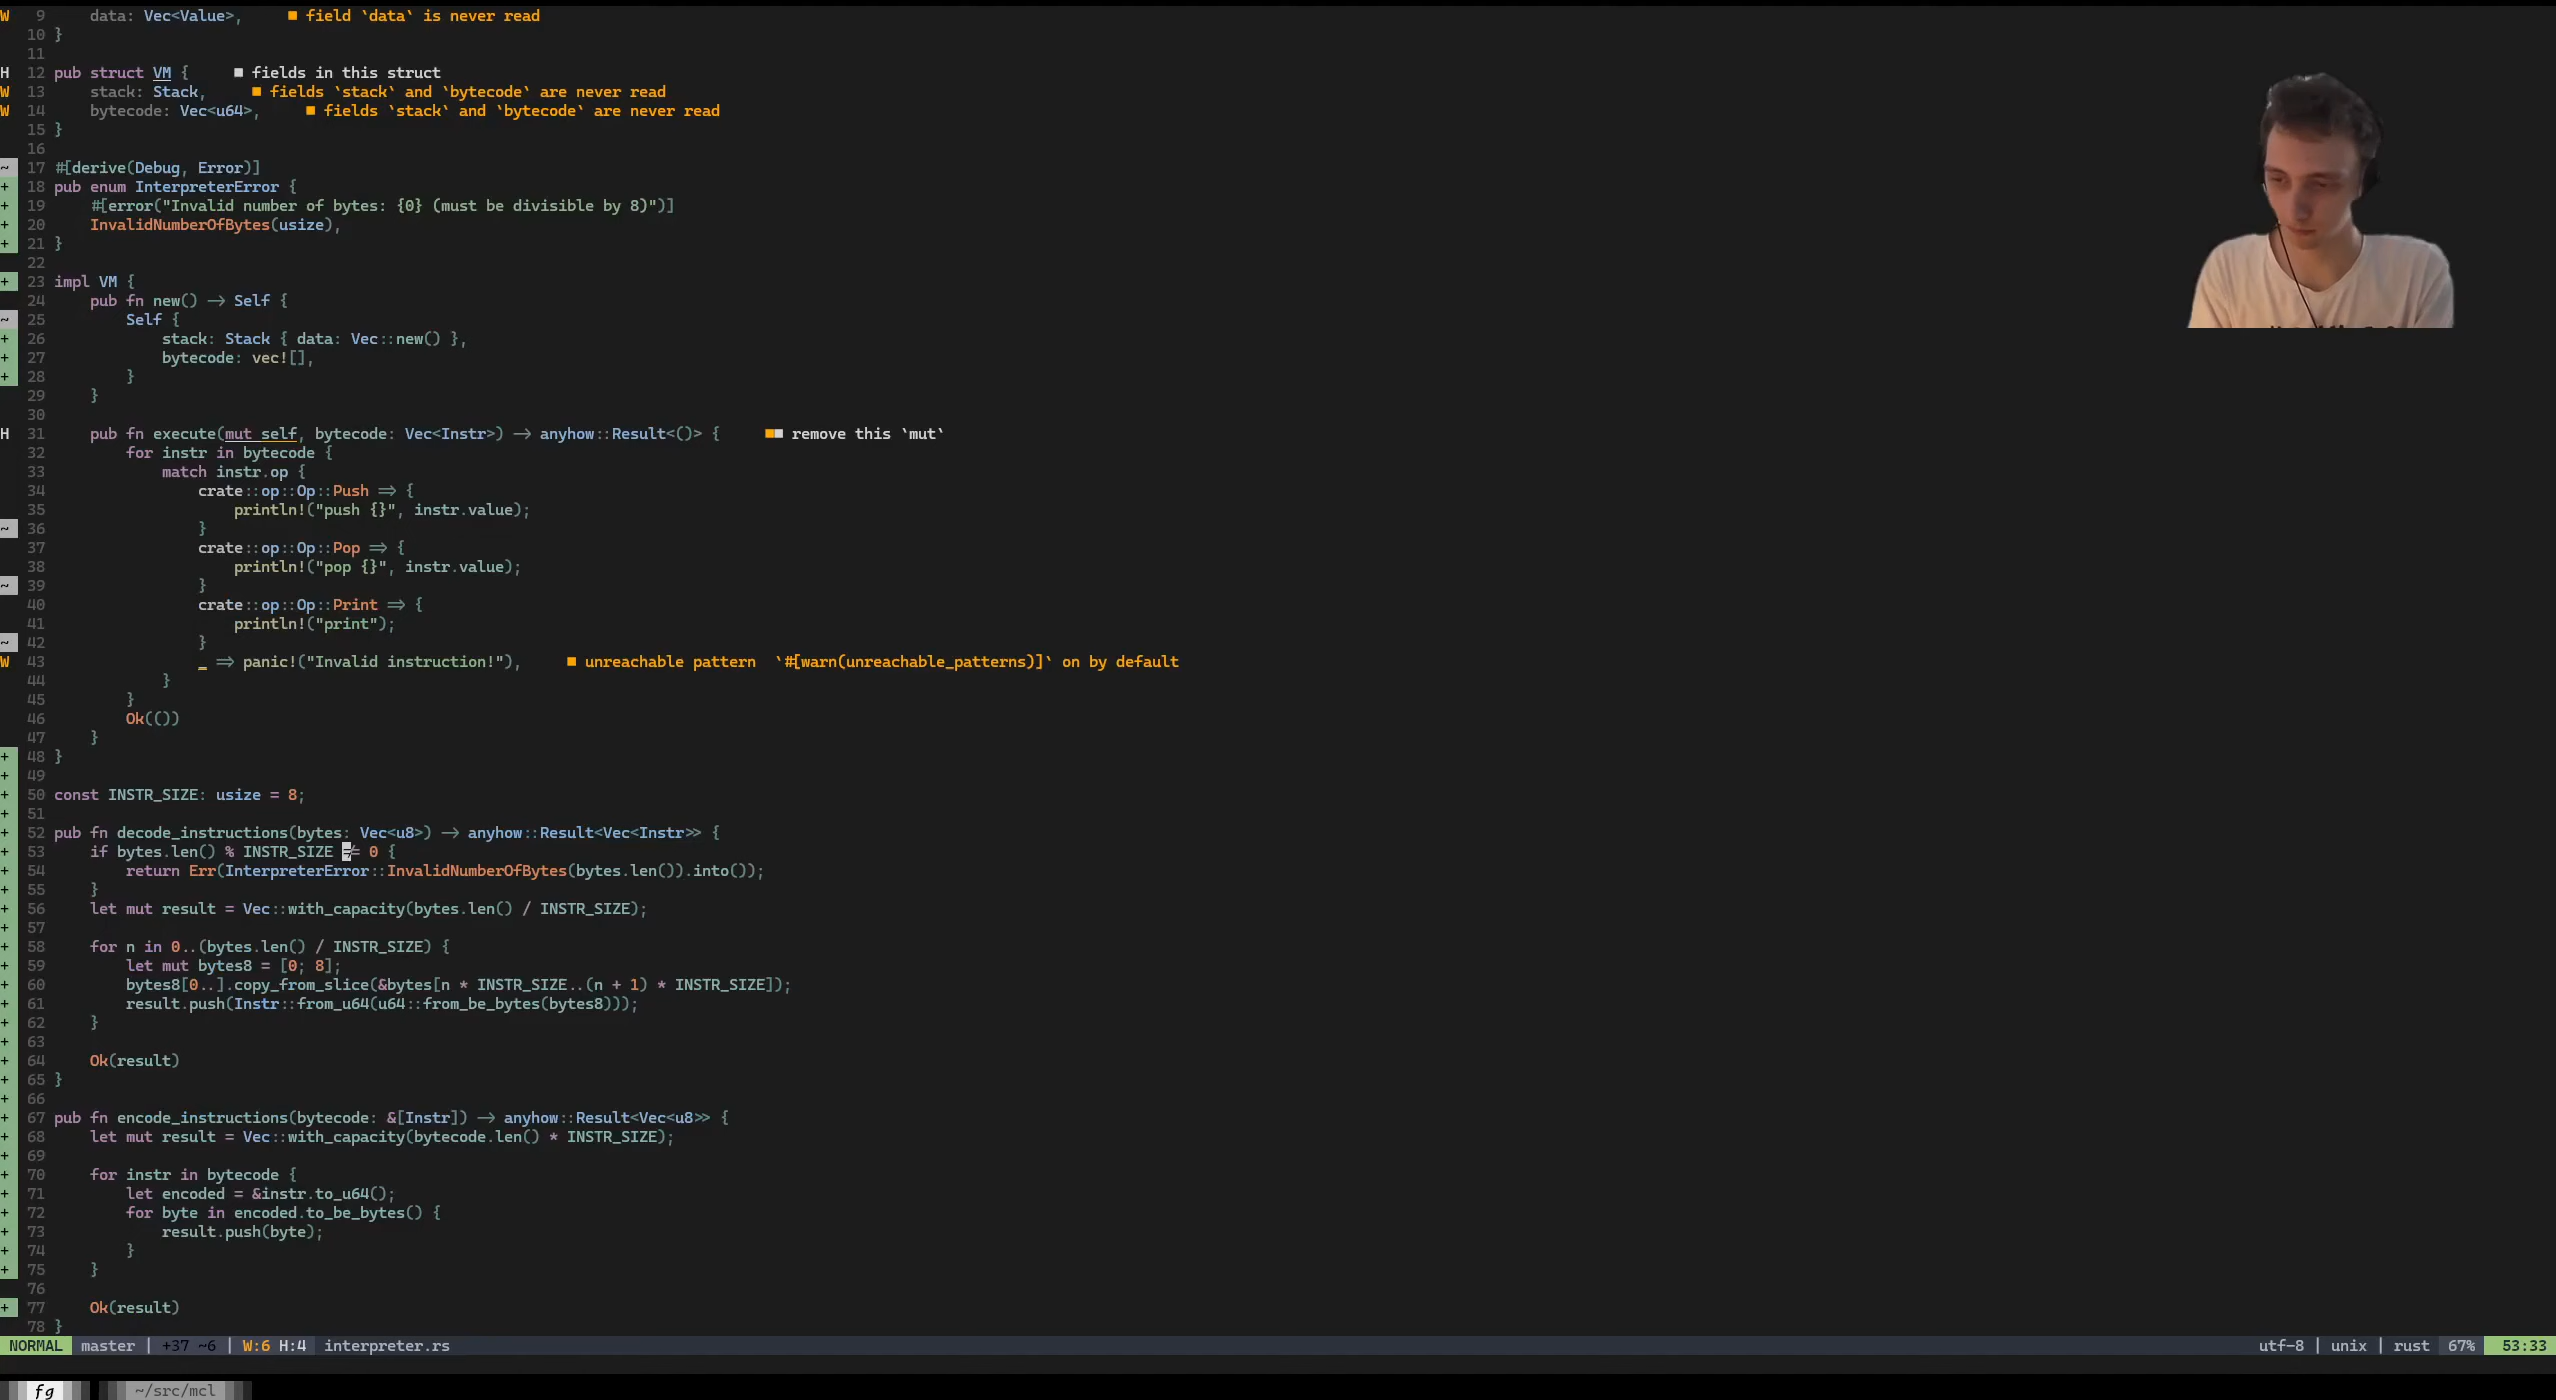 W 9 data: Vec<Value>, ■ field `data` is never read
10 }
11
H 12 pub struct VM { ■ fields in this struct
W 13 stack: Stack, ■ fields `stack` and `bytecode` are never read
W 14 bytecode: Vec<u64>, ■ fields `stack` and `bytecode` are never read
15 }
16
~ 17 #[derive(Debug, Error)]
+ 18 pub enum InterpreterError {
+ 19 #[error("Invalid number of bytes: {0} (must be divisible by 8)")]
+ 20 InvalidNumberOfBytes(usize),
+ 21 }
22
+ 23 impl VM {
24 pub fn new() -> Self {
~ 25 Self {
+ 26 stack: Stack { data: Vec::new() },
+ 27 bytecode: vec![],
+ 28 }
29 }
30
H 31 pub fn execute(mut self, bytecode: Vec<Instr>) -> anyhow::Result<()> { ■■ remove this `mut`
32 for instr in bytecode {
33 match instr.op {
34 crate::op::Op::Push => {
35 println!("push {}", instr.value);
~ 36 }
37 crate::op::Op::Pop => {
38 println!("pop {}", instr.value);
~ 39 }
40 crate::op::Op::Print => {
41 println!("print");
~ 42 }
W 43 _ => panic!("Invalid instruction!"), ■ unreachable pattern `#[warn(unreachable_patterns)]` on by default
44 }
45 }
46 Ok(())
47 }
+ 48 }
+ 49
+ 50 const INSTR_SIZE: usize = 8;
+ 51
+ 52 pub fn decode_instructions(bytes: Vec<u8>) -> anyhow::Result<Vec<Instr>> {
+ 53 if bytes.len() % INSTR_SIZE != 0 {
+ 54 return Err(InterpreterError::InvalidNumberOfBytes(bytes.len()).into());
+ 55 }
+ 56 let mut result = Vec::with_capacity(bytes.len() / INSTR_SIZE);
+ 57
+ 58 for n in 0..(bytes.len() / INSTR_SIZE) {
+ 59 let mut bytes8 = [0; 8];
+ 60 bytes8[0..].copy_from_slice(&bytes[n * INSTR_SIZE..(n + 1) * INSTR_SIZE]);
+ 61 result.push(Instr::from_u64(u64::from_be_bytes(bytes8)));
+ 62 }
+ 63
+ 64 Ok(result)
+ 65 }
+ 66
+ 67 pub fn encode_instructions(bytecode: &[Instr]) -> anyhow::Result<Vec<u8>> {
+ 68 let mut result = Vec::with_capacity(bytecode.len() * INSTR_SIZE);
+ 69
+ 70 for instr in bytecode {
+ 71 let encoded = &instr.to_u64();
+ 72 for byte in encoded.to_be_bytes() {
+ 73 result.push(byte);
+ 74 }
+ 75 }
76
+ 77 Ok(result)
78 }
NORMAL master | +37 ~6 | W:6 H:4 interpreter.rs utf-8 | unix | rust 67% 53:33
fg ~/src/mcl